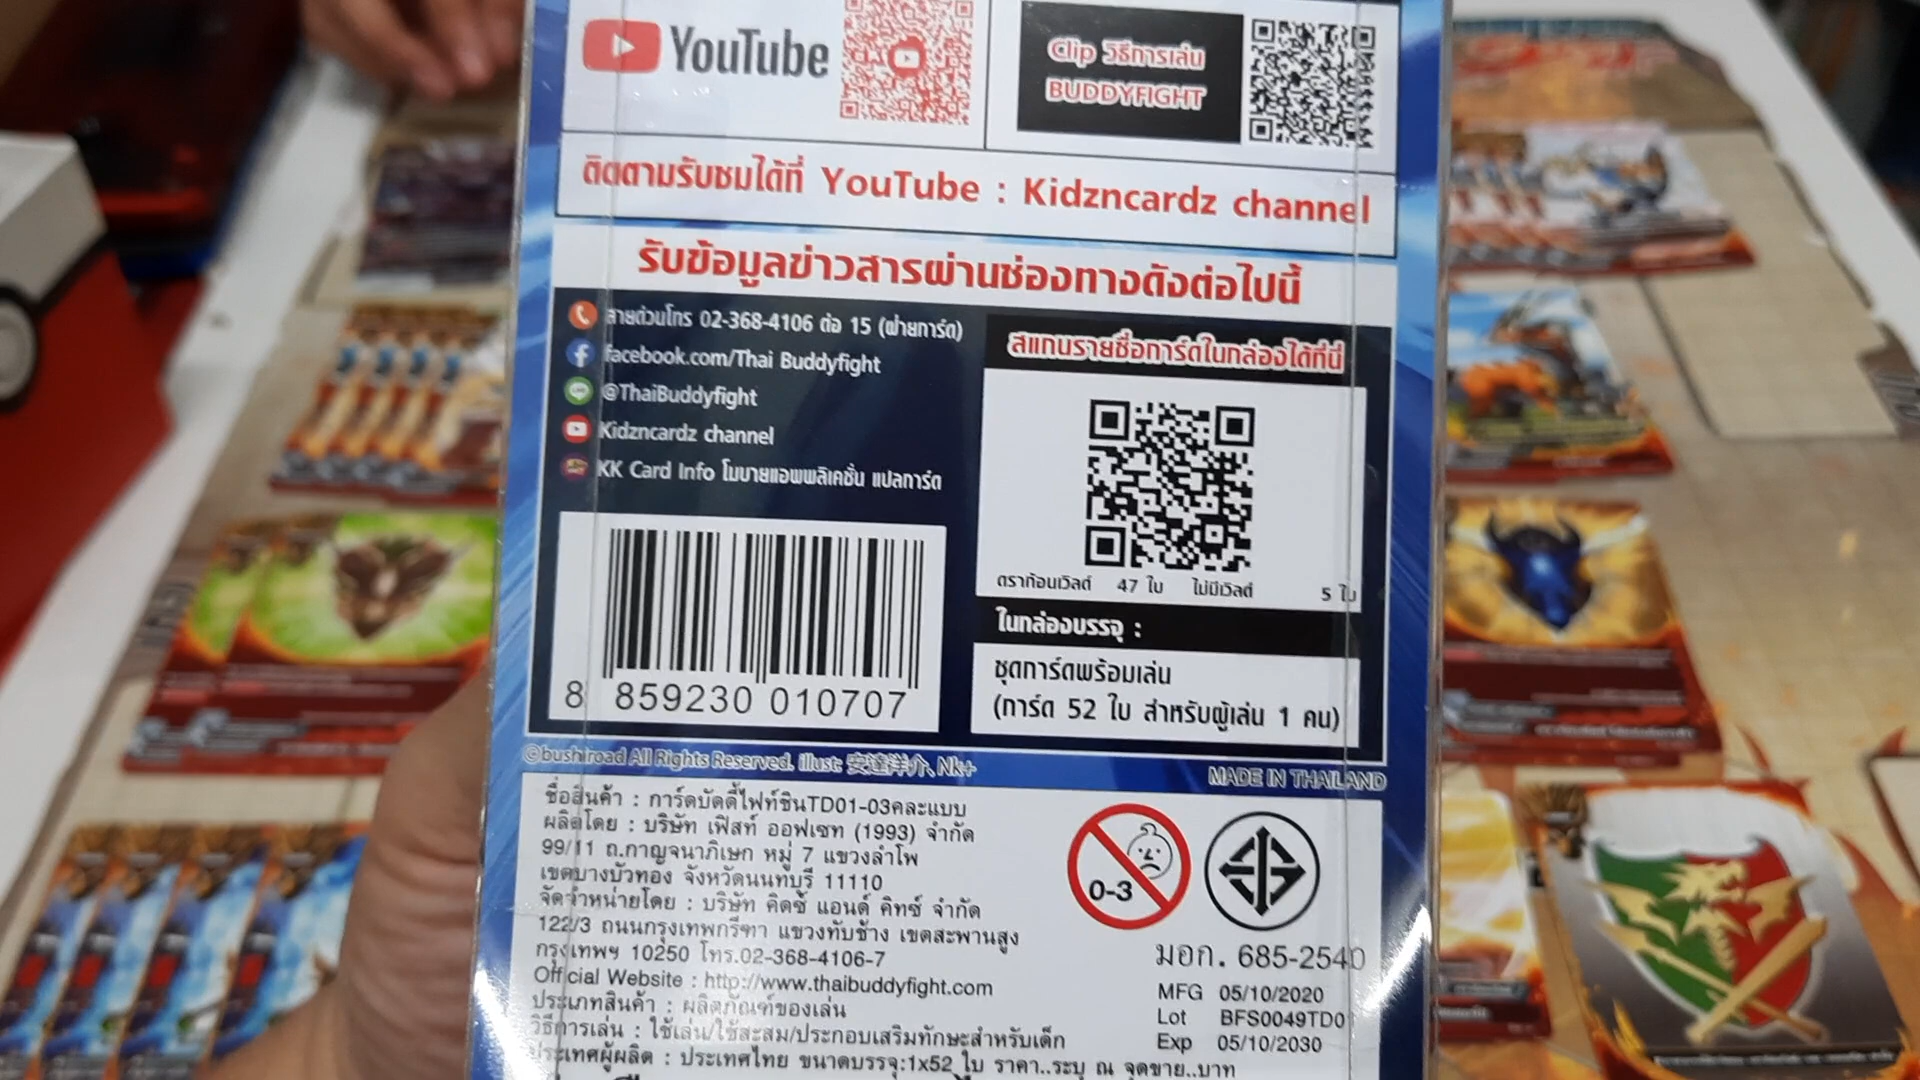 YouTube
Clip วิธีการเล่น
BUDDYFIGHT
ติดตามรับชมได้ที่ YouTube : Kidzncardz channel
รับข้อมูลข่าวสารผ่านช่องทางดังต่อไปนี้
สายด่วนโทร 02-368-4106 ต่อ 15 (ฝ่ายการ์ด)
facebook.com/Thai Buddyfight
@ThaiBuddyfight
Kidzncardz channel
KK Card Info โมบายแอพพลิเคชั่น แปลการ์ด
สแกนรายชื่อการ์ดในกล่องได้ที่นี่
ดราก้อนเวิลด์ 47 ใบ ไม่มีเวิลด์ 5 ใบ
ในกล่องบรรจุ :
ชุดการ์ดพร้อมเล่น
(การ์ด 52 ใบ สำหรับผู้เล่น 1 คน)
8 859230 010707
©bushiroad All Rights Reserved. illust: 安達洋介、Nk+
MADE IN THAILAND
ชื่อสินค้า : การ์ดบัดดี้ไฟท์ชินTD01-03คละแบบ
ผลิตโดย : บริษัท เฟิสท์ ออฟเซท (1993) จำกัด
99/11 ถ.กาญจนาภิเษก หมู่ 7 แขวงลำโพ
เขตบางบัวทอง จังหวัดนนทบุรี 11110
จัดจำหน่ายโดย : บริษัท คิดซ์ แอนด์ คิทซ์ จำกัด
122/3 ถนนกรุงเทพกรีฑา แขวงทับช้าง เขตสะพานสูง
กรุงเทพฯ 10250 โทร.02-368-4106-7
Official Website : http://www.thaibuddyfight.com
ประเภทสินค้า : ผลิตภัณฑ์ของเล่น
วิธีการเล่น : ใช้เล่น/ใช้สะสม/ประกอบเสริมทักษะสำหรับเด็ก
ประเทศผู้ผลิต : ประเทศไทย ขนาดบรรจุ:1x52 ใบ ราคา..ระบุ ณ จุดขาย..บาท
0-3
มอก. 685-2540
MFG 05/10/2020
Lot BFS0049TD01
Exp 05/10/2030